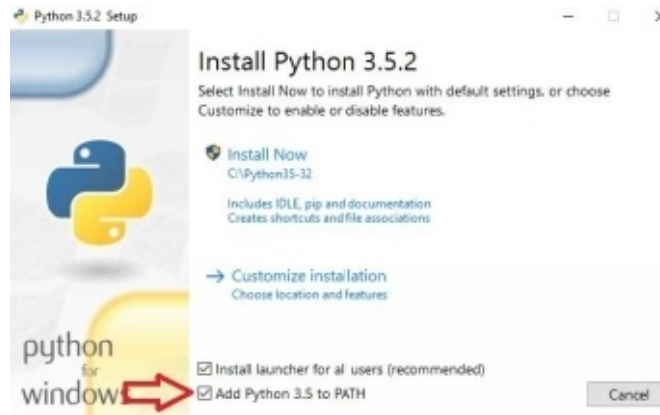 Python 3.5.2 Setup
Install Python 3.5.2
Select Install Now to install Python with default settings, or choose
Customize to enable or disable features.
Install Now
C:\Python35-32
Includes IDLE, pip and documentation
Creates shortcuts and file associations
Customize installation
Choose location and features
python
for
windows
Install launcher for all users (recommended)
Add Python 3.5 to PATH
Cancel